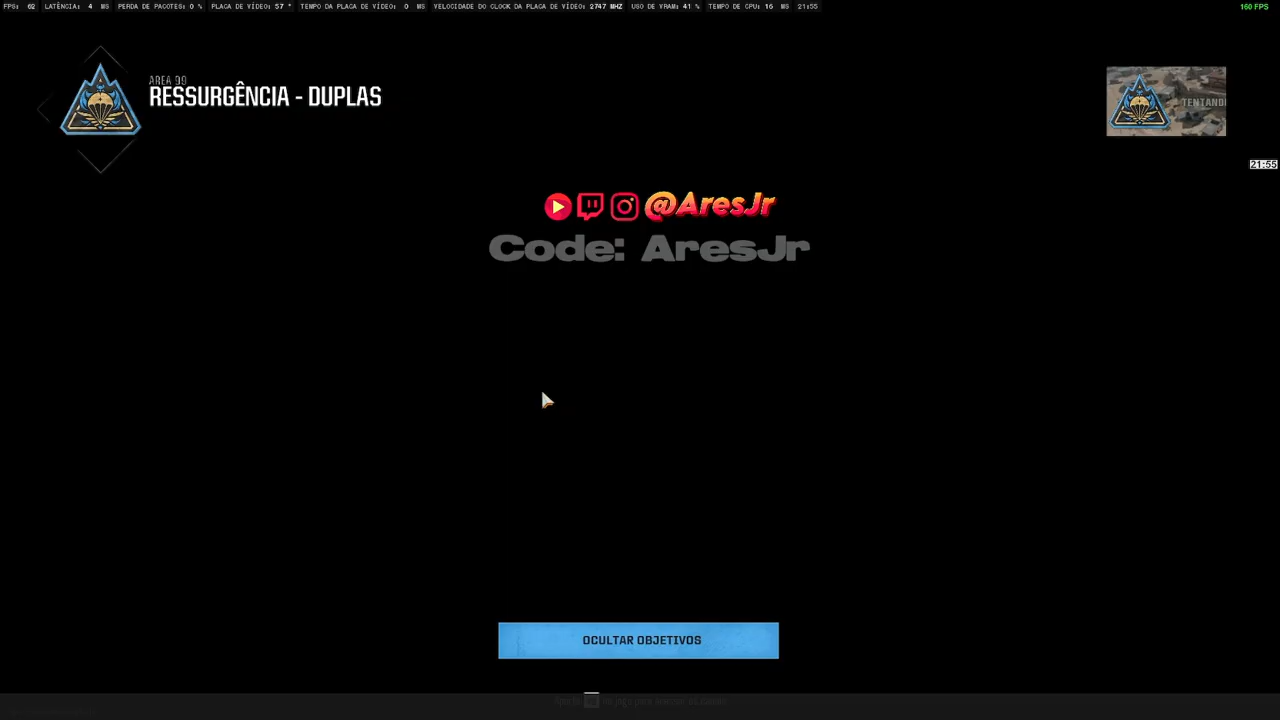 FPS: 62 LATÊNCIA: 4 MS PERDA DE PACOTES: 0 % PLACA DE VÍDEO: 57 ° TEMPO DA PLACA DE VÍDEO: 0 MS VELOCIDADE DO CLOCK DA PLACA DE VÍDEO: 2747 MHZ USO DE VRAM: 41 % TEMPO DE CPU: 16 MS 21:55
160 FPS
AREA 99
RESSURGÊNCIA - DUPLAS
TENTAND
21:55
@AresJr
Code: AresJr
OCULTAR OBJETIVOS